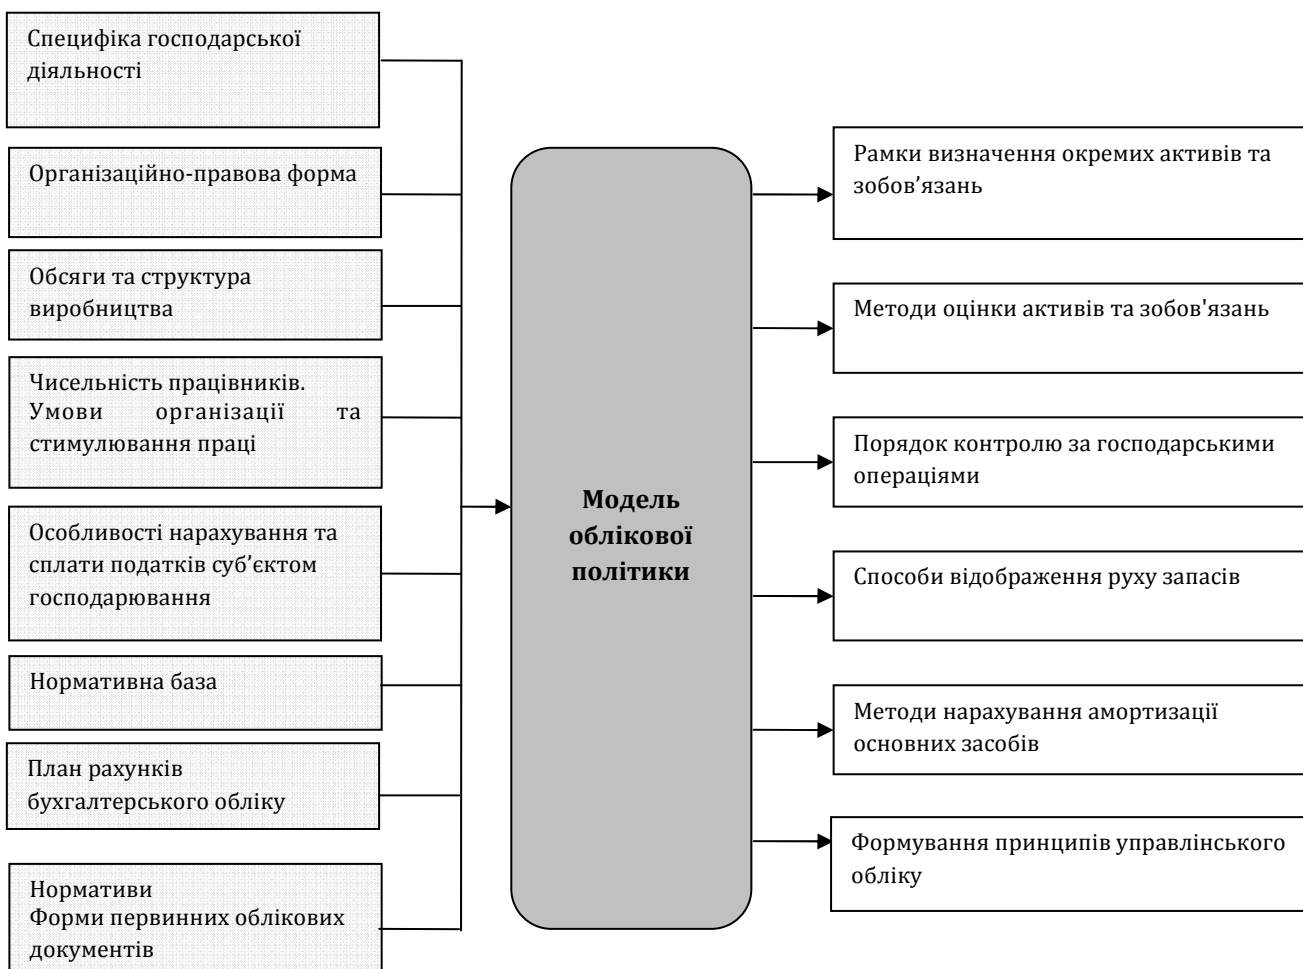 Специфіка господарської
діяльності
Організаційно-правова форма
Обсяги та структура
виробництва
Чисельність працівників.
Умови організації та
стимулювання праці
Особливості нарахування та
сплати податків суб’єктом
господарювання
Нормативна база
План рахунків
бухгалтерського обліку
Нормативи
Форми первинних облікових
документів
Модель
облікової
політики
Рамки визначення окремих активів та
зобов’язань
Методи оцінки активів та зобов'язань
Порядок контролю за господарськими
операціями
Способи відображення руху запасів
Методи нарахування амортизації
основних засобів
Формування принципів управлінського
обліку